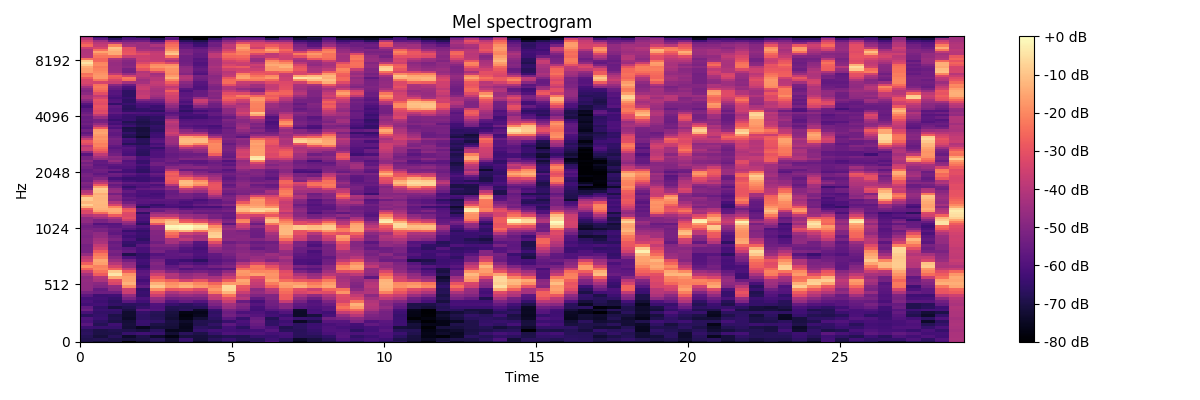 Mel spectrogram
Hz
8192
4096
2048
1024
512
0
0 5 10 15 20 25
Time
+0 dB
-10 dB
-20 dB
-30 dB
-40 dB
-50 dB
-60 dB
-70 dB
-80 dB